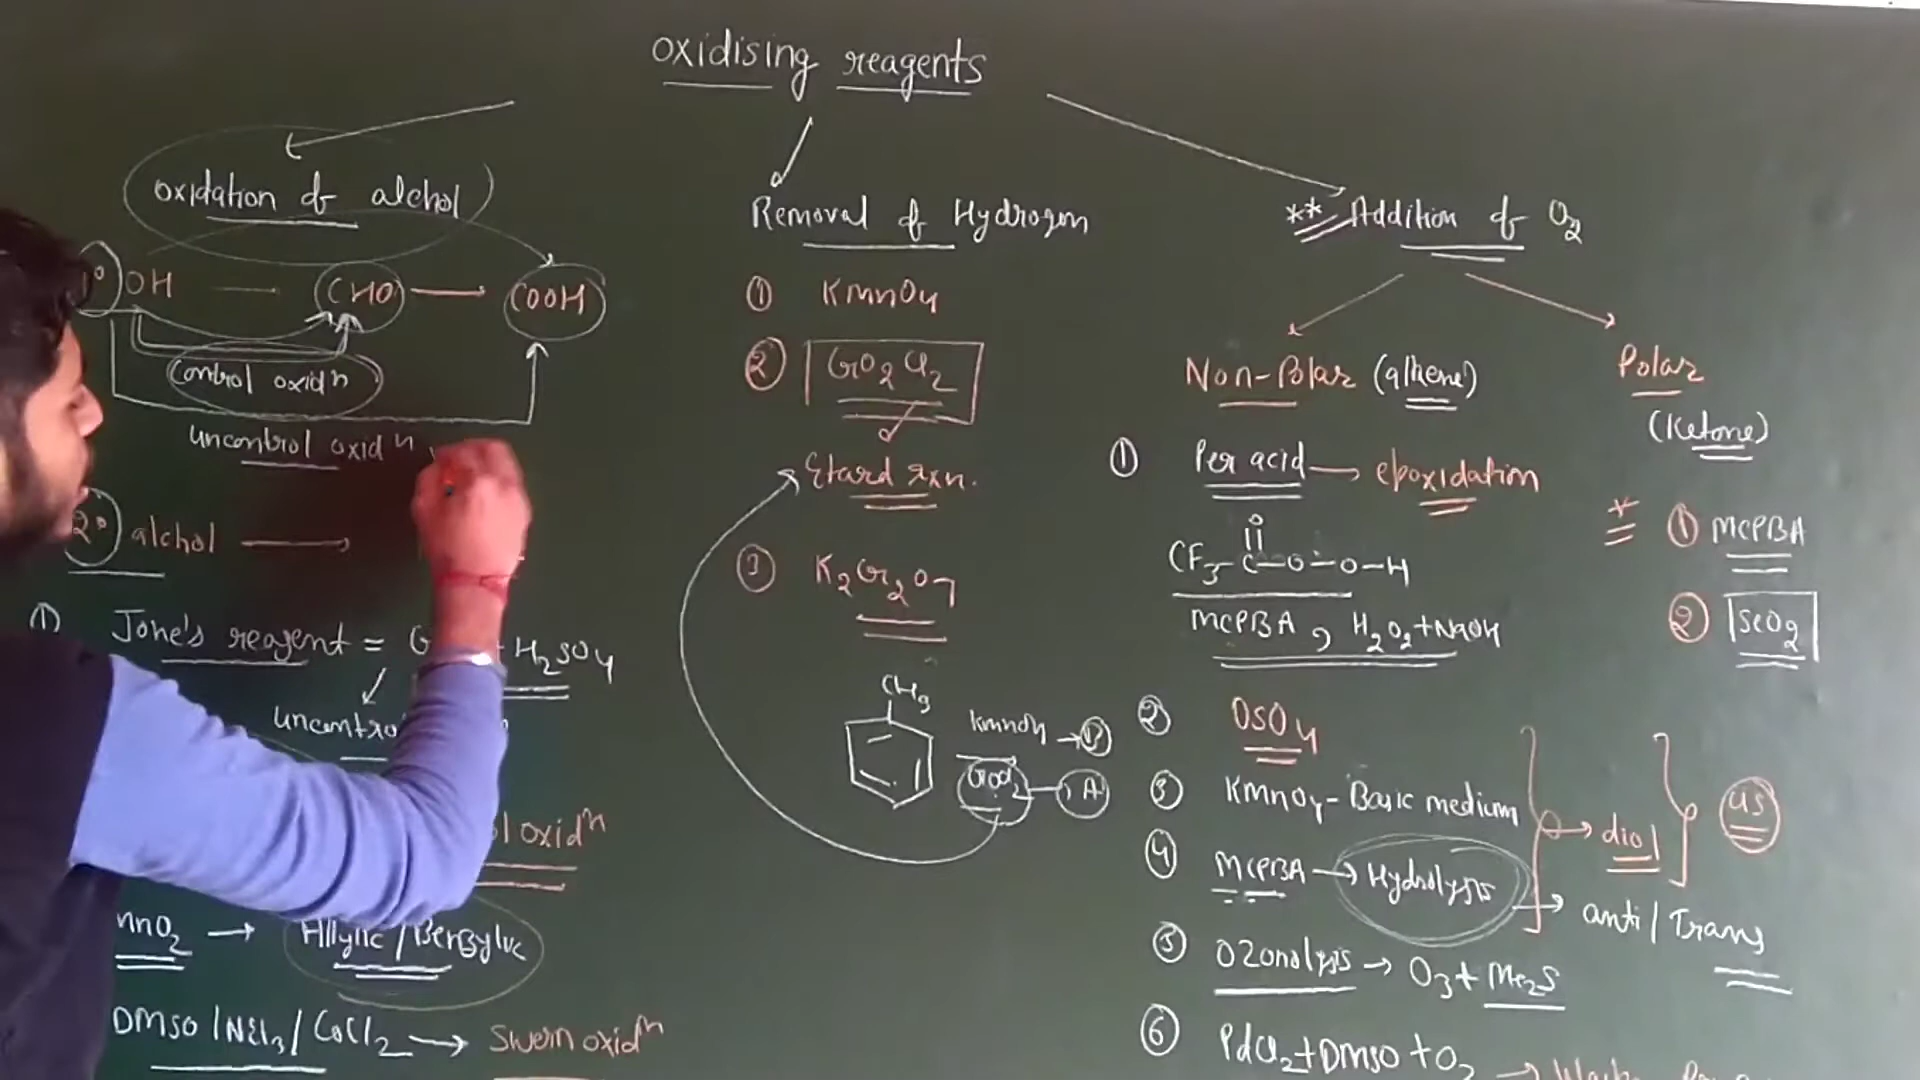 oxidising reagents
oxidation of alchol
1° OH CHO COOH
Control oxidn
uncontrol oxidn
2° alchol
① Jone's reagent = H2SO4
oxidn
MnO2 → Allylic / Benzylic
DMSO / NEt3 / CoCl2 → Swern oxidn
Removal of Hydrogen
① KMnO4
② CrO2Cl2
Etard rxn.
③ K2Cr2O7
CH3
KMnO4 → B
→ A
** Addition of O2
Non-Polar (alkene)
① Per acid → epoxidation
O
CF3-C-O-O-H
MCPBA, H2O2+NaOH
② OSO4
③ KMnO4 - Basic medium
→ diol
④ MCPBA → Hydrolysis → anti / Trans
⑤ Ozonolysis → O3 + Me2S
⑥ PdCl2+DMSO+O2 →
Polar
(Ketone)
* ① MCPBA
② SeO2